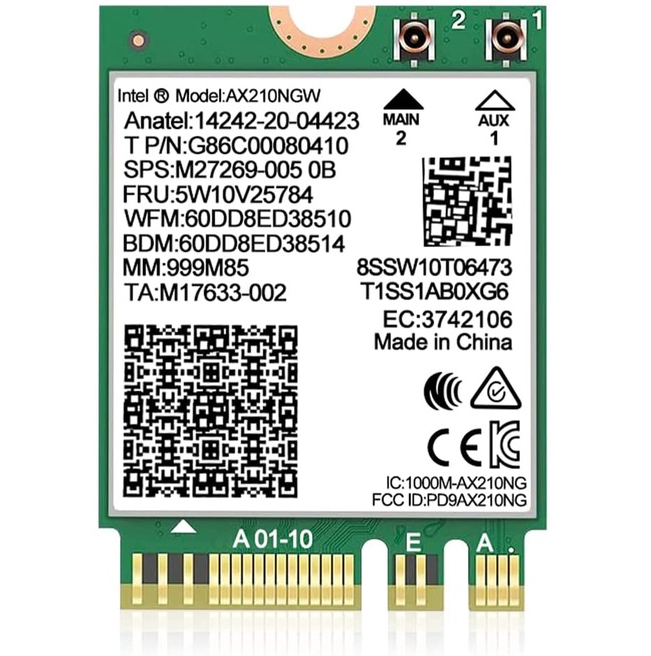 2 1
Intel ® Model:AX210NGW
Anatel:14242-20-04423
T P/N:G86C00080410
SPS:M27269-005 0B
FRU:5W10V25784
WFM:60DD8ED38510
BDM:60DD8ED38514
MM:999M85
TA:M17633-002
MAIN
2
AUX
1
8SSW10T06473
T1SS1AB0XG6
EC:3742106
Made in China
CE
IC:1000M-AX210NG
FCC ID:PD9AX210NG
A 01-10
E
A .